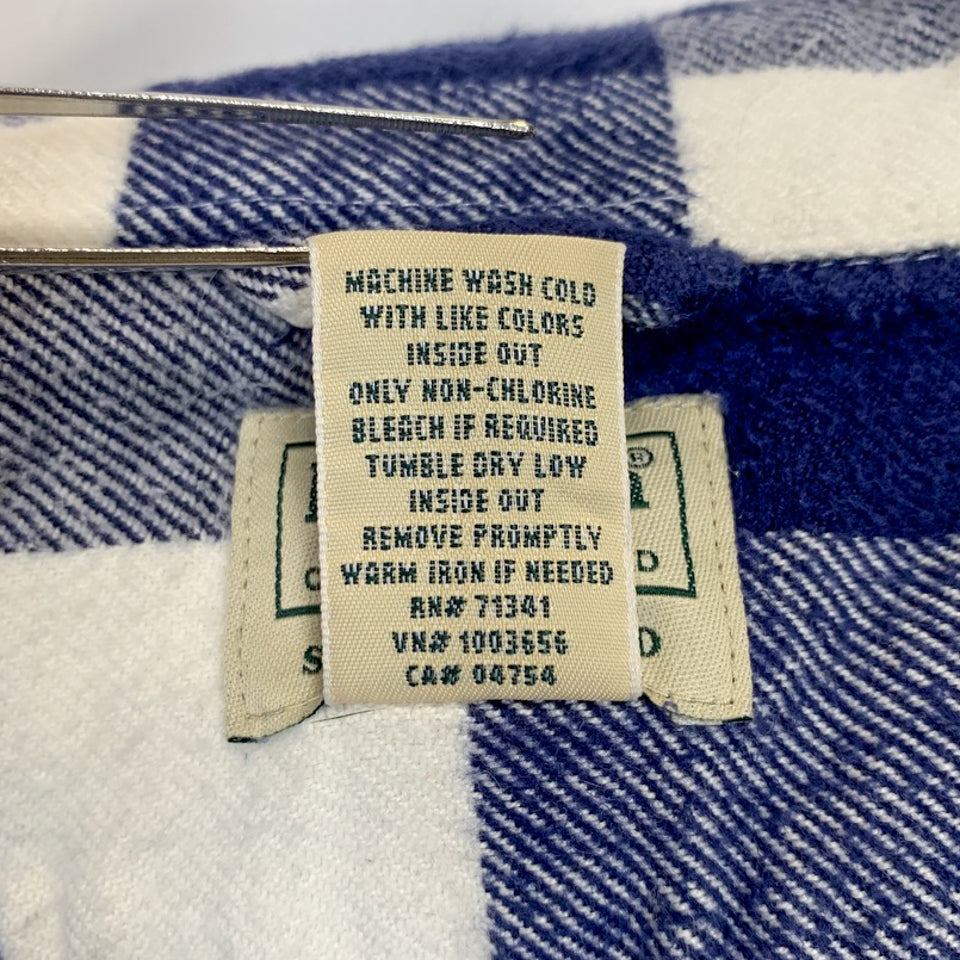 MACHINE WASH COLD
WITH LIKE COLORS
INSIDE OUT
ONLY NON-CHLORINE
BLEACH IF REQUIRED
TUMBLE DRY LOW
INSIDE OUT
REMOVE PROMPTLY
WARM IRON IF NEEDED
RN# 71341
VN# 1003656
CA# 04754